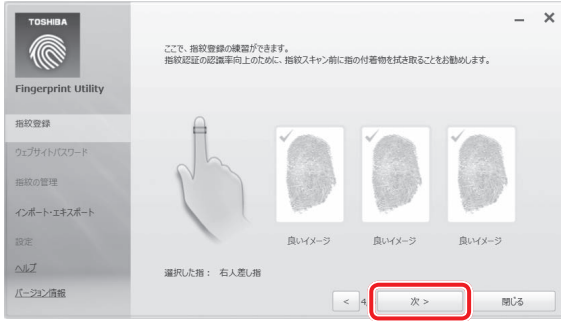 TOSHIBA
Fingerprint Utility
指紋登録
ウェブサイトパスワード
指紋の管理
インポート・エキスポート
設定
ヘルプ
バージョン情報
ここで、指紋登録の練習ができます。
指紋認証の認識率向上のために、指紋スキャン前に指の付着物を拭き取ることをお勧めします。
良いイメージ
良いイメージ
良いイメージ
選択した指： 右人差し指
< 4 次 > 閉じる